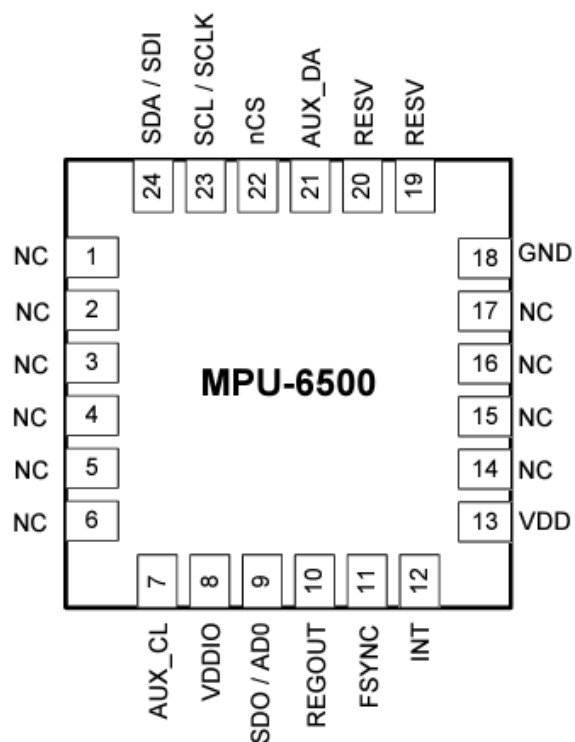 SDA / SDI
SCL / SCLK
nCS
AUX_DA
RESV
RESV
24
23
22
21
20
19
NC 1
18 GND
NC 2
17 NC
NC 3
16 NC
MPU-6500
NC 4
15 NC
NC 5
14 NC
NC 6
13 VDD
7
8
9
10
11
12
AUX_CL
VDDIO
SDO / AD0
REGOUT
FSYNC
INT